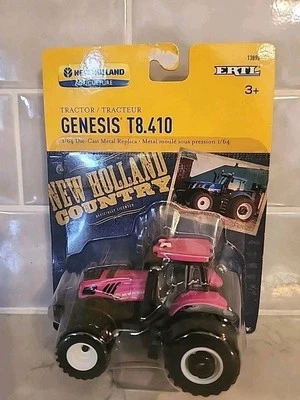 NEW HOLLAND
AGRICULTURE
ERTL
3+
TRACTOR / TRACTEUR
GENESIS T8.410
1/64 Die-Cast Metal Replica • Metal moulé sous pression 1/64
NEW HOLLAND
COUNTRY